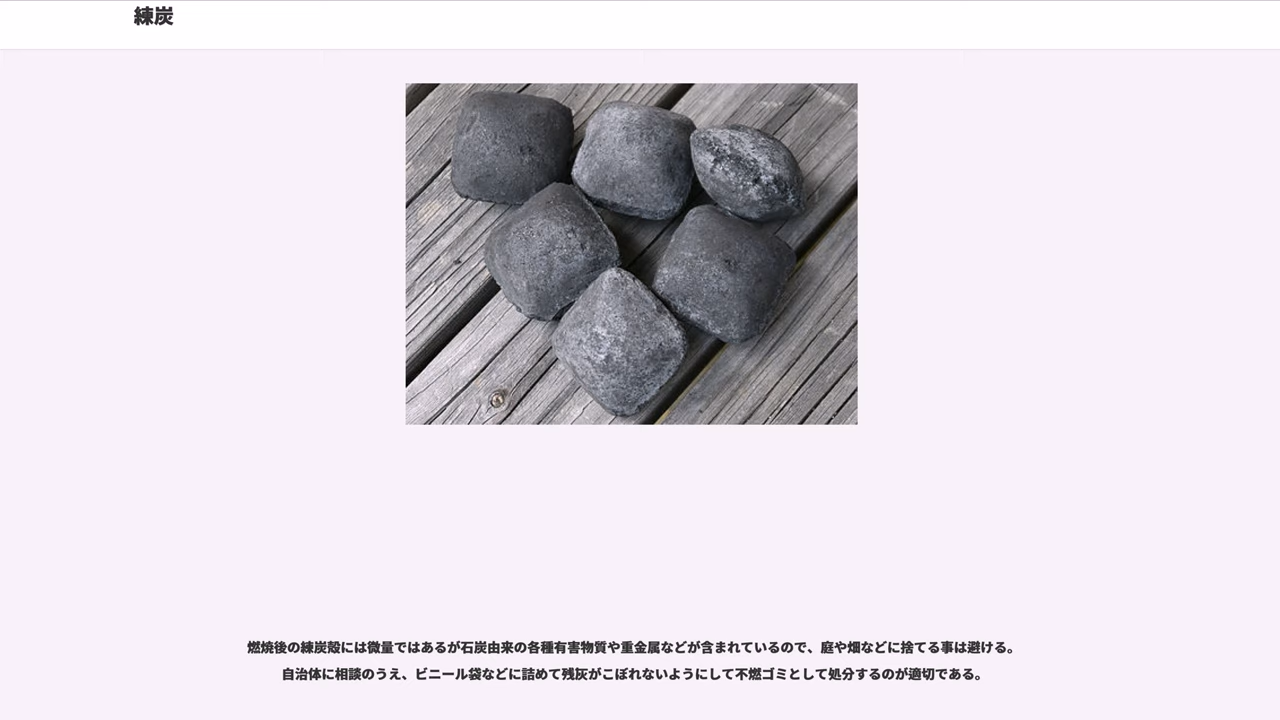 練炭
燃焼後の練炭殻には微量ではあるが石炭由来の各種有害物質や重金属などが含まれているので、庭や畑などに捨てる事は避ける。
自治体に相談のうえ、ビニール袋などに詰めて残灰がこぼれないようにして不燃ゴミとして処分するのが適切である。